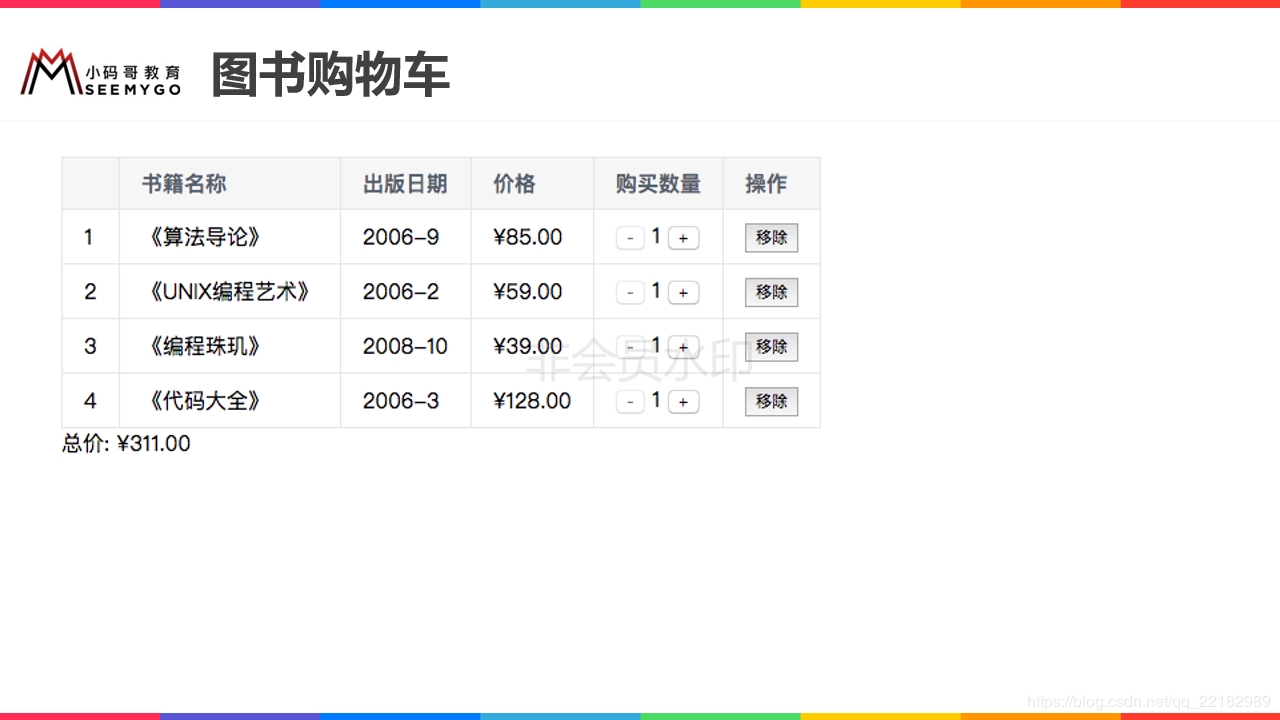 小码哥教育
SEEMYGO
图书购物车
书籍名称 出版日期 价格 购买数量 操作
1 《算法导论》 2006-9 ¥85.00 - 1 + 移除
2 《UNIX编程艺术》 2006-2 ¥59.00 - 1 + 移除
3 《编程珠玑》 2008-10 ¥39.00 - 1 + 移除
非会员水印
4 《代码大全》 2006-3 ¥128.00 - 1 + 移除
总价: ¥311.00
https://blog.csdn.net/qq_22182989